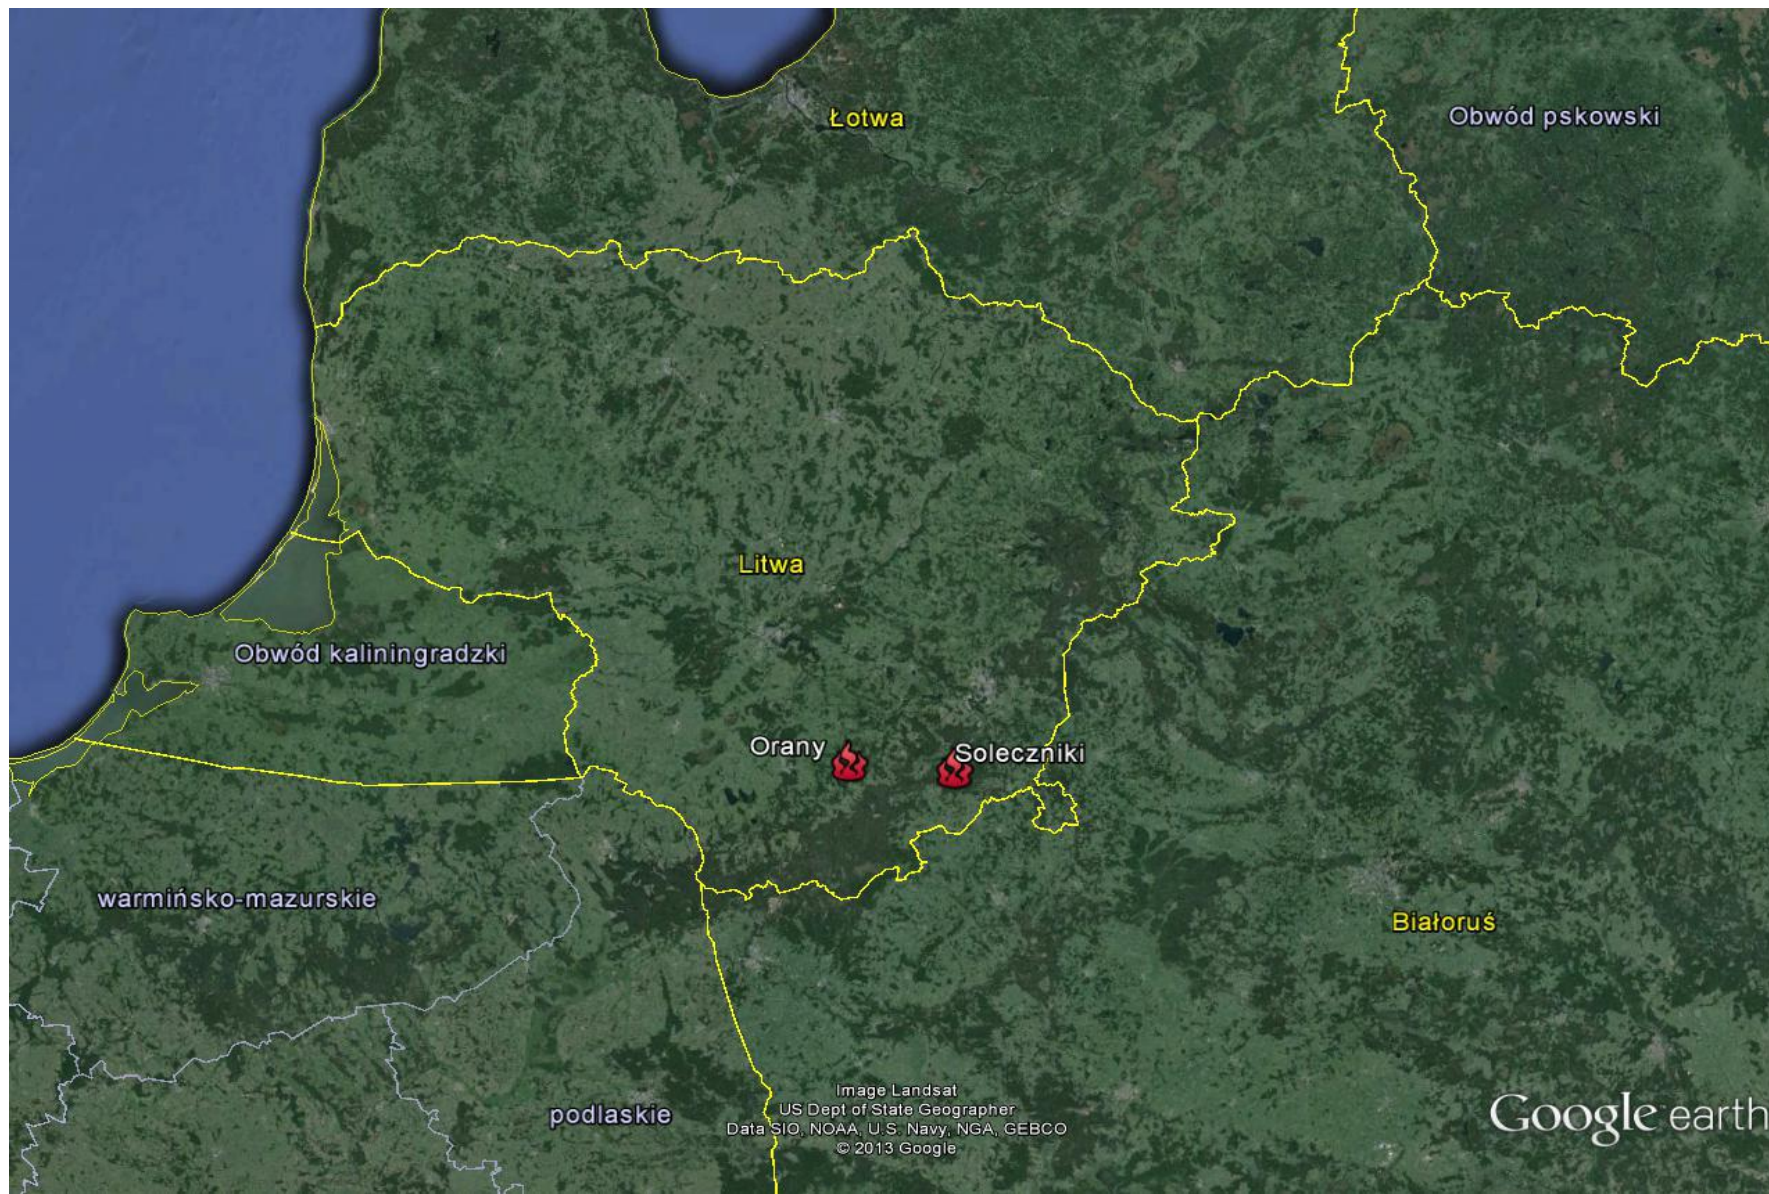 Łotwa
Obwód pskowski
Litwa
Obwód kaliningradzki
Orany
Soleczniki
warmińsko-mazurskie
Białoruś
podlaskie
Image Landsat
US Dept of State Geographer
Data SIO, NOAA, U.S. Navy, NGA, GEBCO
© 2013 Google
Google earth